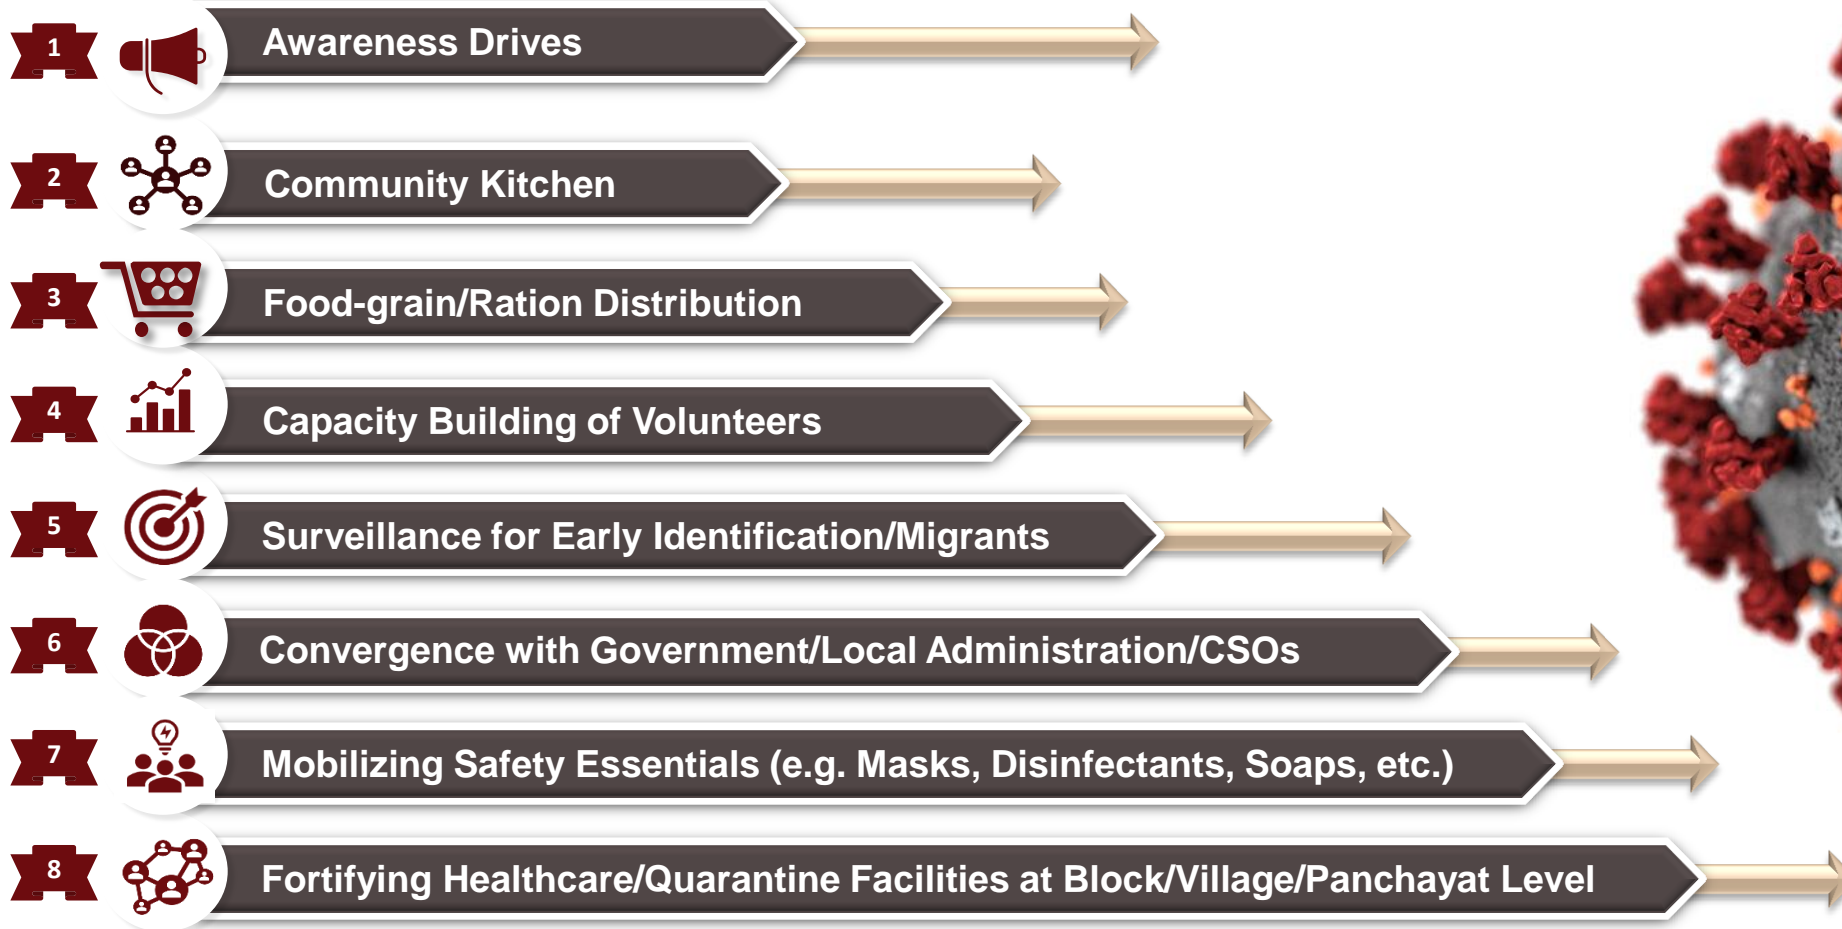 1
Awareness Drives
2
Community Kitchen
3
Food-grain/Ration Distribution
4
Capacity Building of Volunteers
5
Surveillance for Early Identification/Migrants
6
Convergence with Government/Local Administration/CSOs
7
Mobilizing Safety Essentials (e.g. Masks, Disinfectants, Soaps, etc.)
8
Fortifying Healthcare/Quarantine Facilities at Block/Village/Panchayat Level